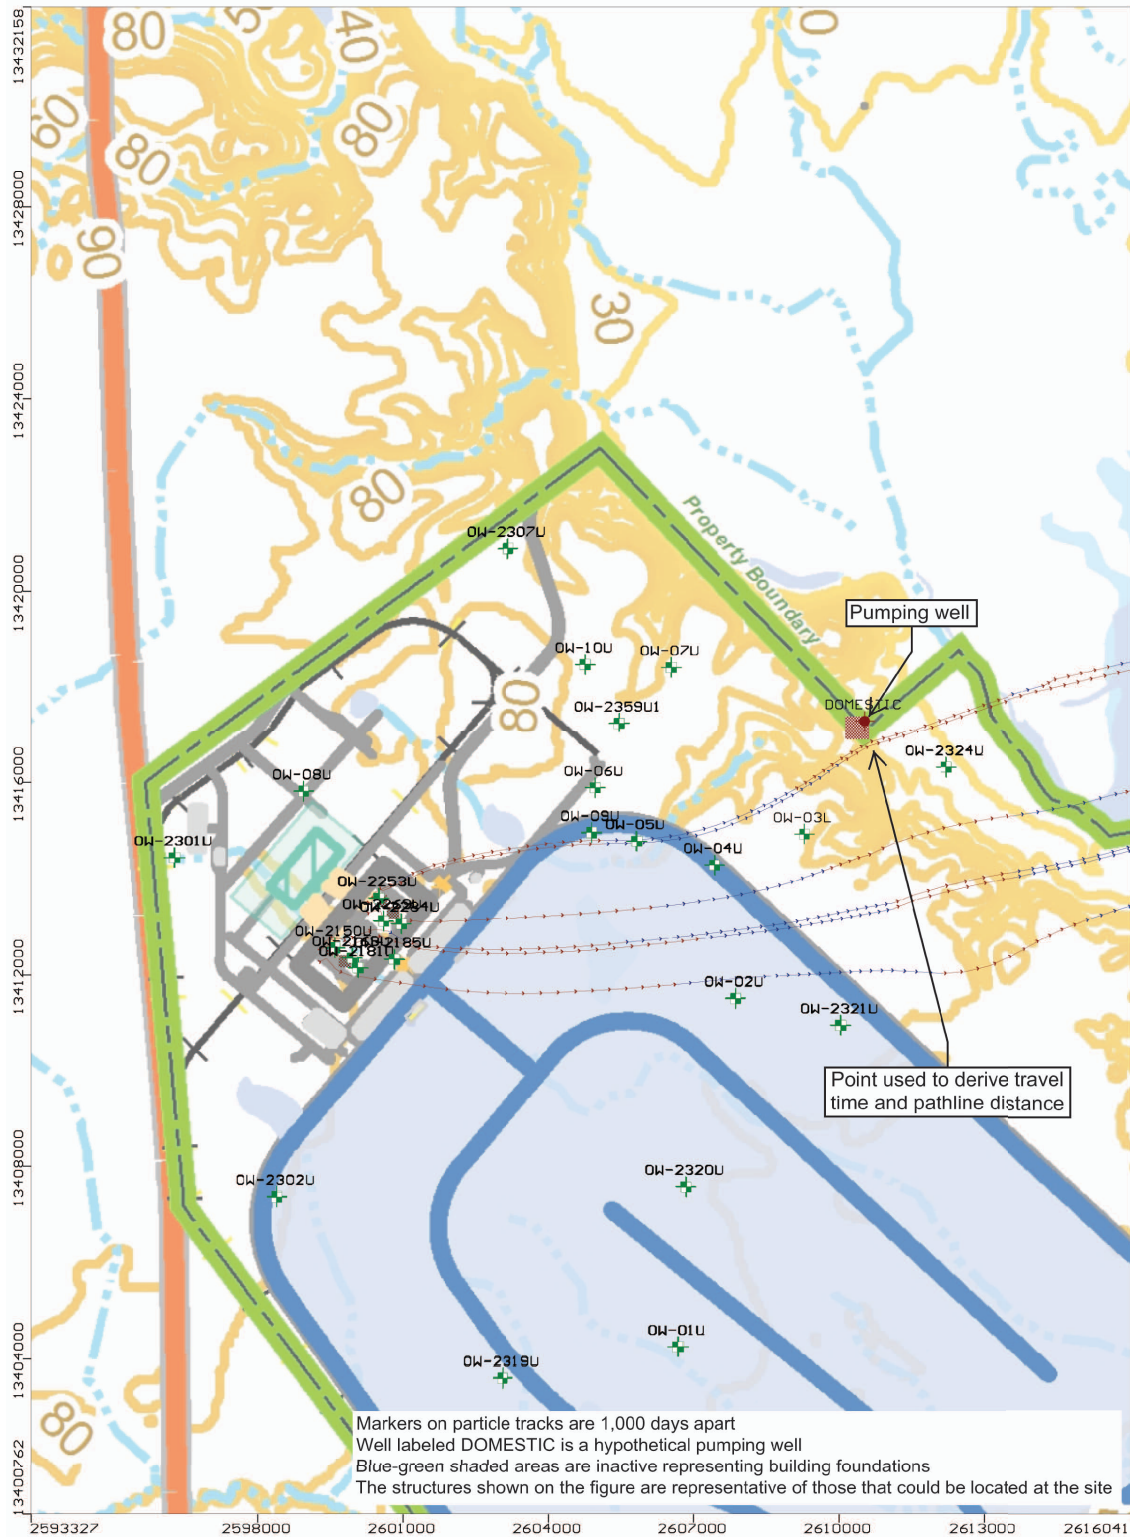 13432158
80
50
40
0
60
80
80
13428000
90
30
13424000
80
Property Boundary
OW-2307U
13420000
Pumping well
OW-10U
OW-07U
80
OW-2359U1
DOMESTIC
OW-2324U
13416000
OW-08U
OW-06U
OW-09U
OW-05U
OW-03L
OW-2301U
OW-04U
OW-2253U
OW-2150U
OW-2185U
OW-2181U
13412000
OW-02U
OW-2321U
Point used to derive travel
time and pathline distance
13408000
OW-2302U
OW-2320U
OW-01U
13404000
OW-2319U
80
Markers on particle tracks are 1,000 days apart
Well labeled DOMESTIC is a hypothetical pumping well
Blue-green shaded areas are inactive representing building foundations
The structures shown on the figure are representative of those that could be located at the site
13400762
2593327 2598000 2601000 2604000 2607000 2610000 2613000 2616041